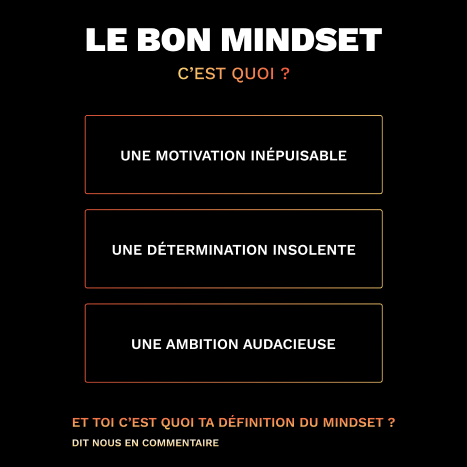 LE BON MINDSET
C'EST QUOI ?
UNE MOTIVATION INÉPUISABLE
UNE DÉTERMINATION INSOLENTE
UNE AMBITION AUDACIEUSE
ET TOI C'EST QUOI TA DÉFINITION DU MINDSET ?
DIT NOUS EN COMMENTAIRE